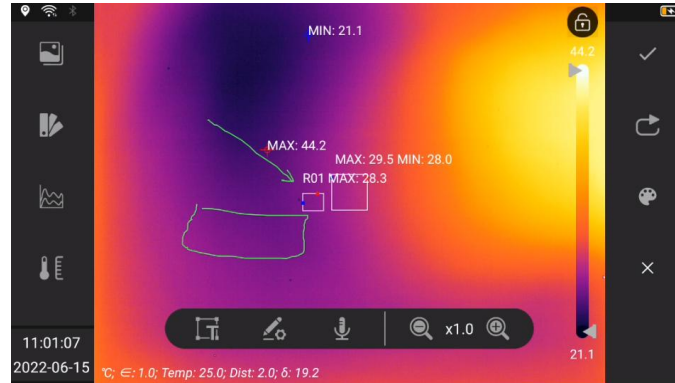 MIN: 21.1
44.2
MAX: 44.2
MAX: 29.5 MIN: 28.0
R01 MAX: 28.3
x1.0
11:01:07
2022-06-15
21.1
℃; ∈: 1.0; Temp: 25.0; Dist: 2.0; δ: 19.2